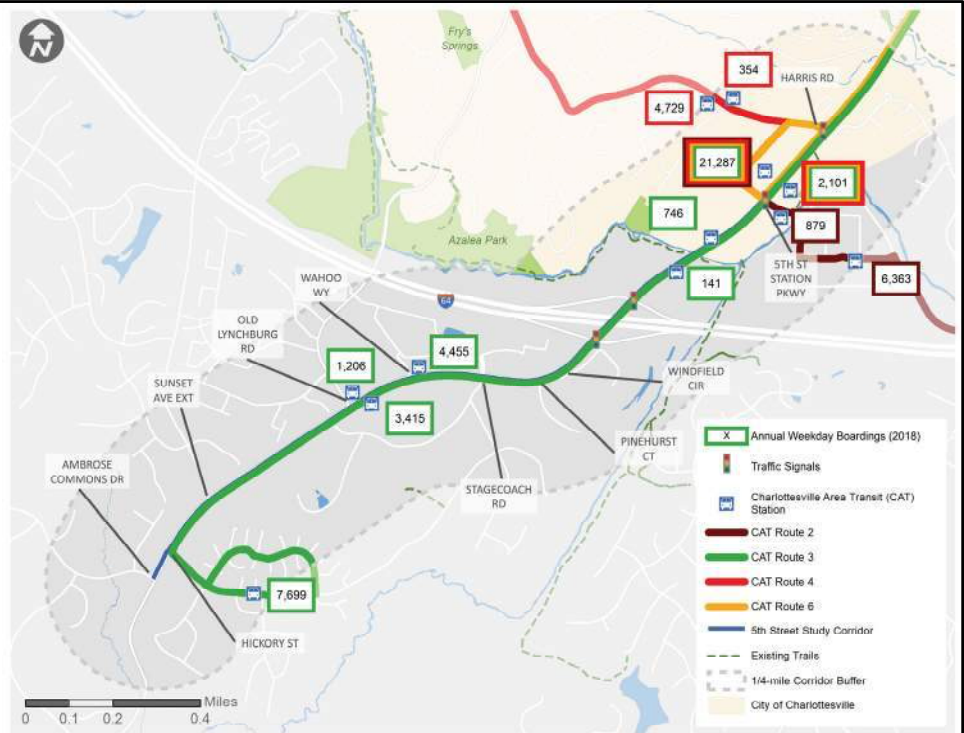 N
Fry's
Springs
354
HARRIS RD
4,729
21,287
2,101
746
879
Azalea Park
5TH ST
STATION
PKWY
6,363
141
WAHOO
WY
64
OLD
LYNCHBURG
RD
4,455
1,206
SUNSET
AVE EXT
3,415
WINDFIELD
CIR
PINEHURST
CT
STAGECOACH
RD
AMBROSE
COMMONS DR
7,699
HICKORY ST
X Annual Weekday Boardings (2018)
Traffic Signals
Charlottesville Area Transit (CAT)
Station
CAT Route 2
CAT Route 3
CAT Route 4
CAT Route 6
5th Street Study Corridor
Existing Trails
1/4-mile Corridor Buffer
City of Charlottesville
Miles
0 0.1 0.2 0.4